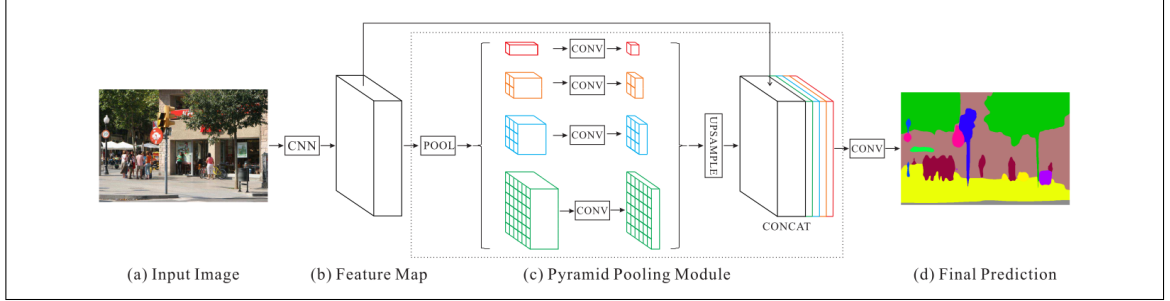 CONV
CONV
CNN
POOL
CONV
UPSAMPLE
CONV
CONV
CONCAT
(a) Input Image
(b) Feature Map
(c) Pyramid Pooling Module
(d) Final Prediction